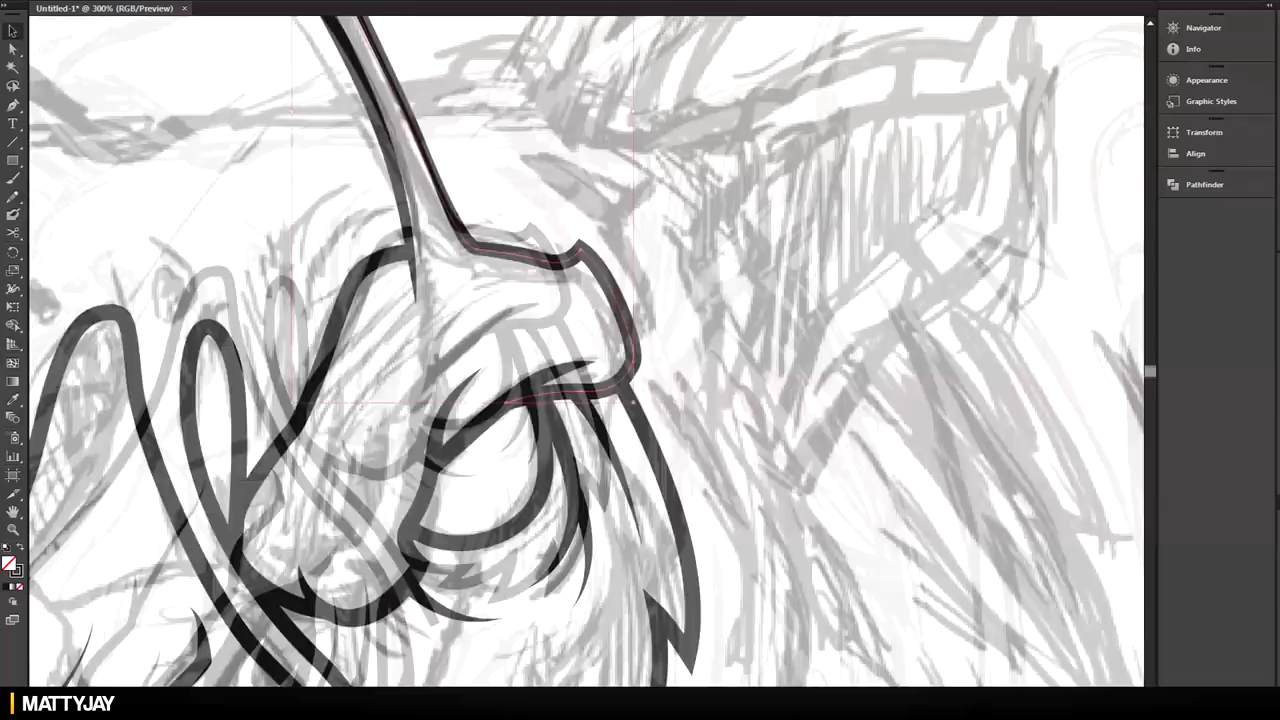 Untitled-1* @ 300% (RGB/Preview)
Navigator
Info
Appearance
Graphic Styles
Transform
Align
Pathfinder
MATTYJAY